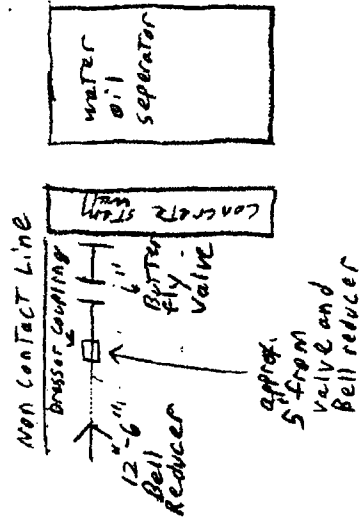 water
oil
seperator
Concrete stem
wall
Non Contact Line
Dresser Coupling
6"
Butter
fly -
valve
12"-6"
Bell
Reducer
approx.
5" from
valve and
Bell reducer